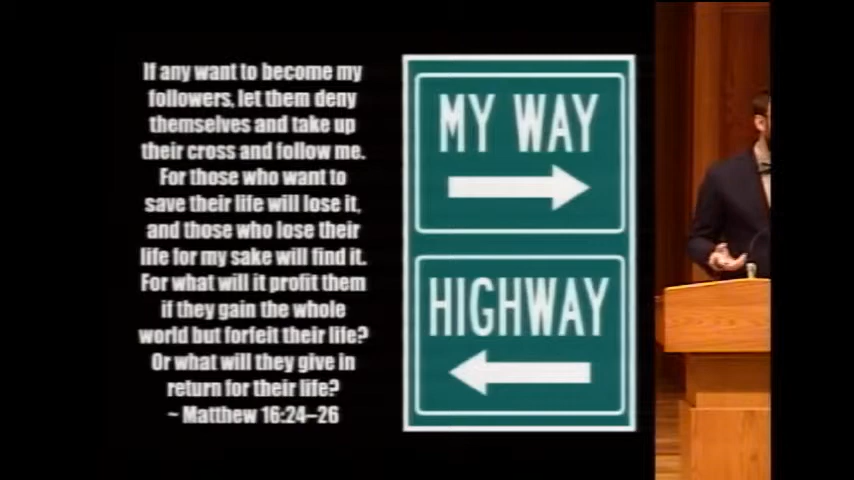 If any want to become my
followers, let them deny
themselves and take up
their cross and follow me.
For those who want to
save their life will lose it,
and those who lose their
life for my sake will find it.
For what will it profit them
if they gain the whole
world but forfeit their life?
Or what will they give in
return for their life?
~ Matthew 16:24–26
MY WAY
HIGHWAY